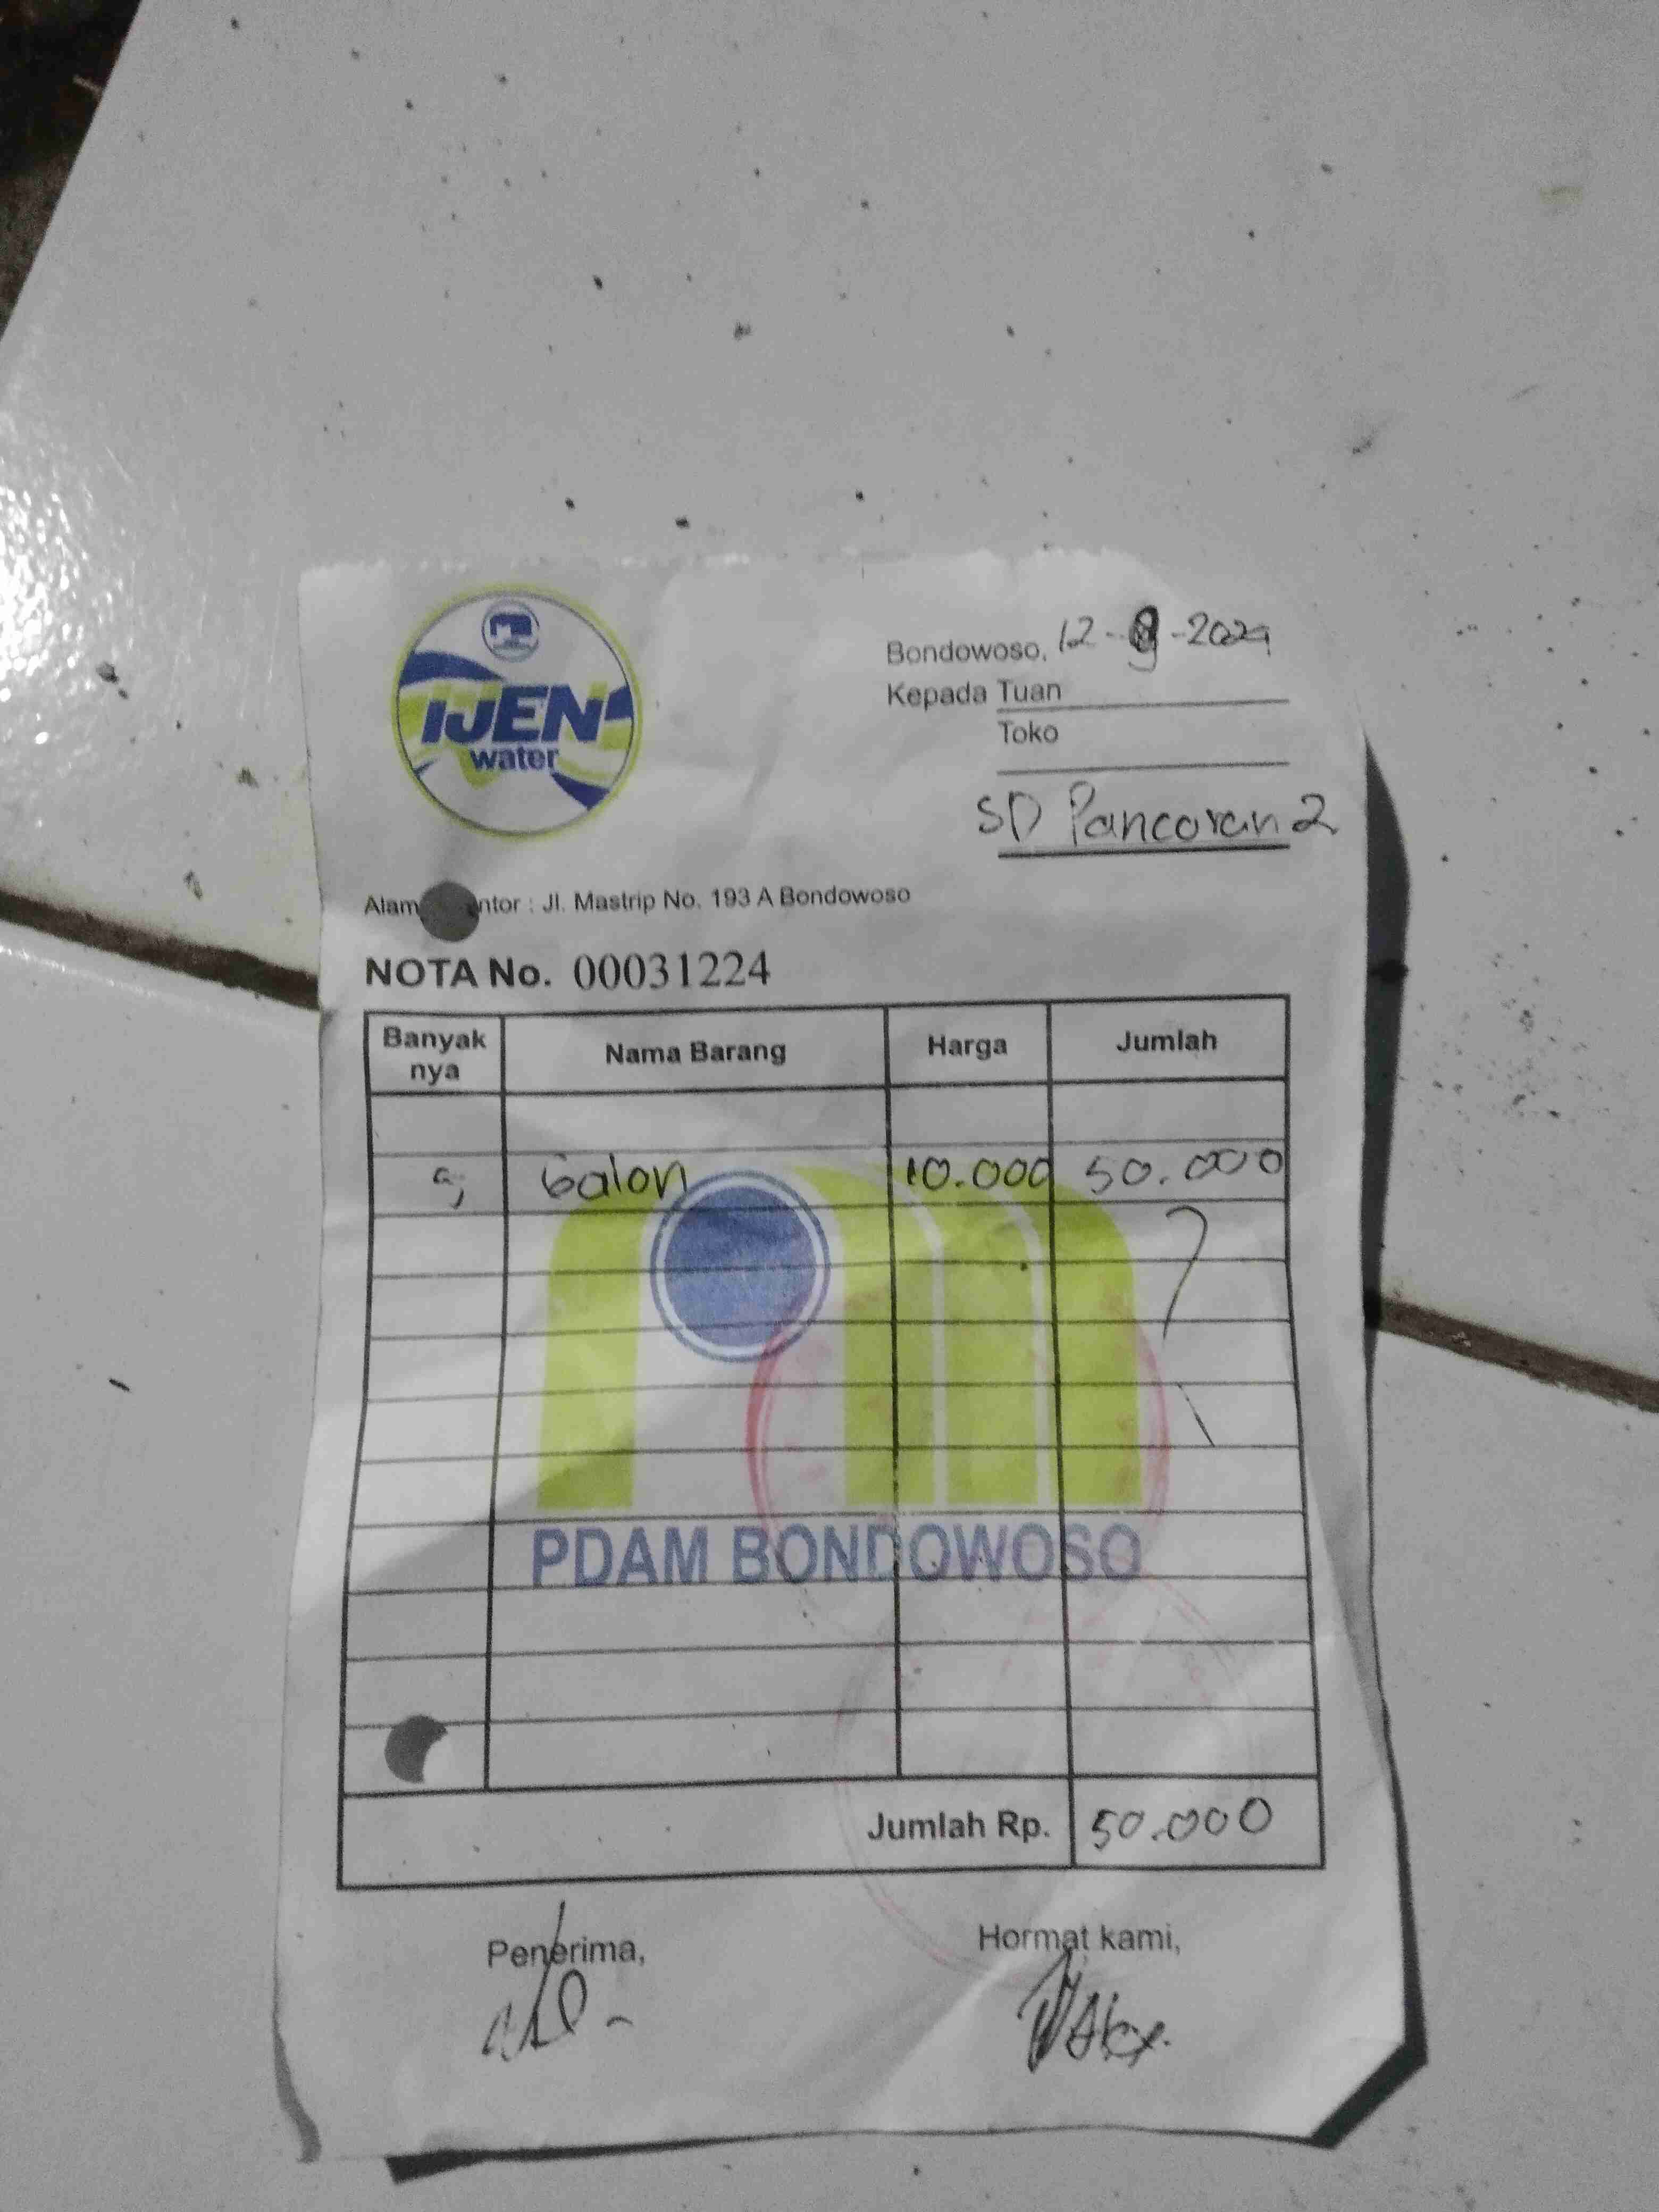 IJEN
water
Bondowoso, 12-9-2024
Kepada Tuan
Toko
SD Pancoran 2
Alam ntor : Jl. Mastrip No. 193 A Bondowoso
NOTA No. 00031224
Banyak nya Nama Barang Harga Jumlah
5 Galon 10.000 50.000
PDAM BONDOWOSO
Jumlah Rp. 50.000
Penerima, Hormat kami,